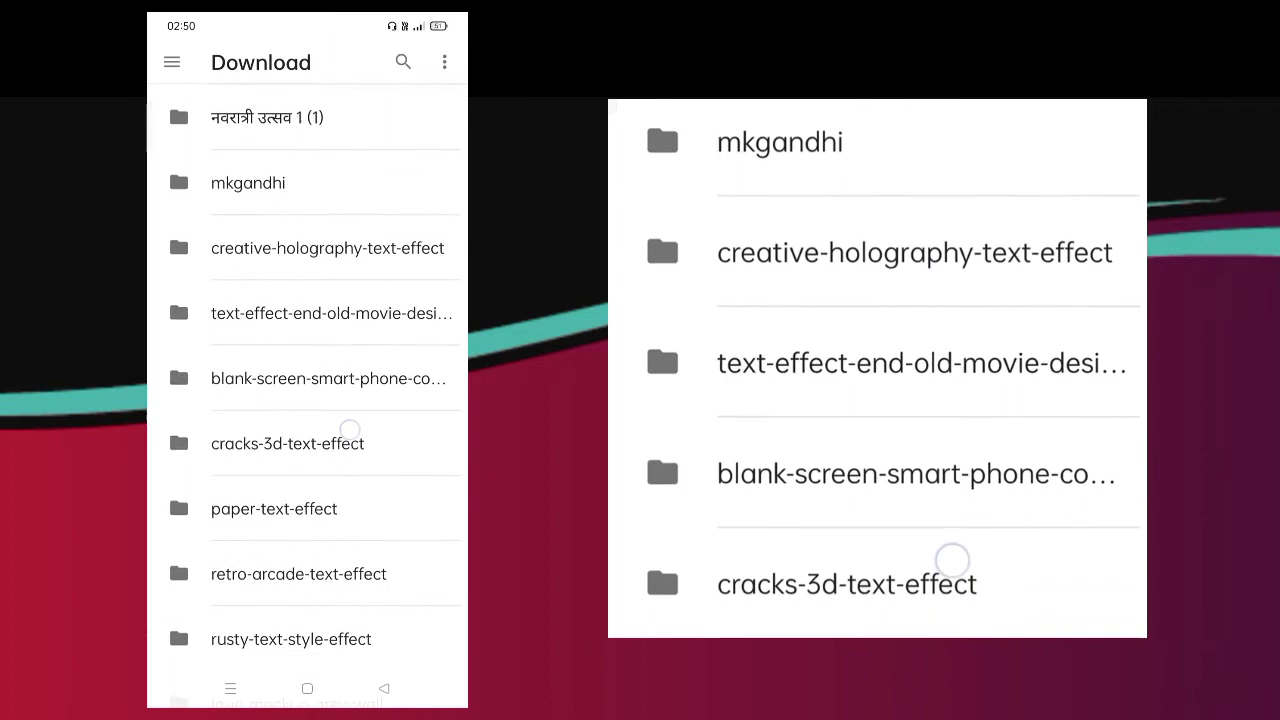 02:50
51
Download
नवरात्री उत्सव 1 (1)
mkgandhi
creative-holography-text-effect
text-effect-end-old-movie-desi...
blank-screen-smart-phone-co...
cracks-3d-text-effect
paper-text-effect
retro-arcade-text-effect
rusty-text-style-effect
mkgandhi
creative-holography-text-effect
text-effect-end-old-movie-desi...
blank-screen-smart-phone-co...
cracks-3d-text-effect